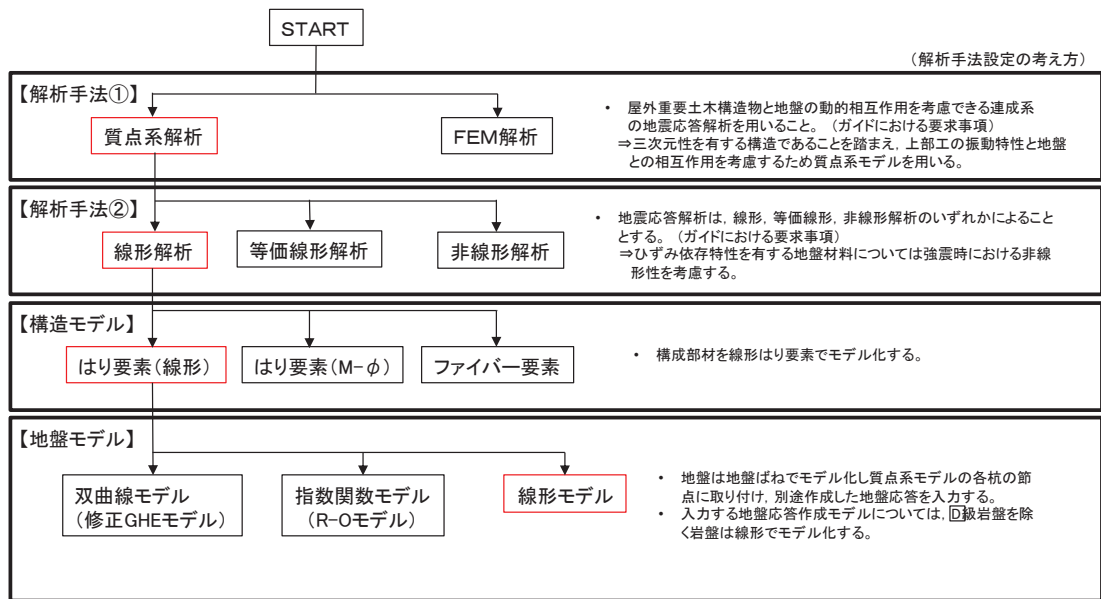 START
(解析手法設定の考え方)
【解析手法①】
質点系解析
FEM解析
• 屋外重要土木構造物と地盤の動的相互作用を考慮できる連成系
の地震応答解析を用いること。（ガイドにおける要求事項）
⇒三次元性を有する構造であることを踏まえ, 上部工の振動特性と地盤
との相互作用を考慮するため質点系モデルを用いる。
【解析手法②】
線形解析
等価線形解析
非線形解析
• 地震応答解析は, 線形, 等価線形, 非線形解析のいずれかによること
とする。（ガイドにおける要求事項）
⇒ひずみ依存特性を有する地盤材料については強震時における非線
形性を考慮する。
【構造モデル】
はり要素(線形)
はり要素(M-φ)
ファイバー要素
• 構成部材を線形はり要素でモデル化する。
【地盤モデル】
双曲線モデル
(修正GHEモデル)
指数関数モデル
(R-Oモデル)
線形モデル
• 地盤は地盤ばねでモデル化し質点系モデルの各杭の節
点に取り付け, 別途作成した地盤応答を入力する。
• 入力する地盤応答作成モデルについては, D級岩盤を除
く岩盤は線形でモデル化する。